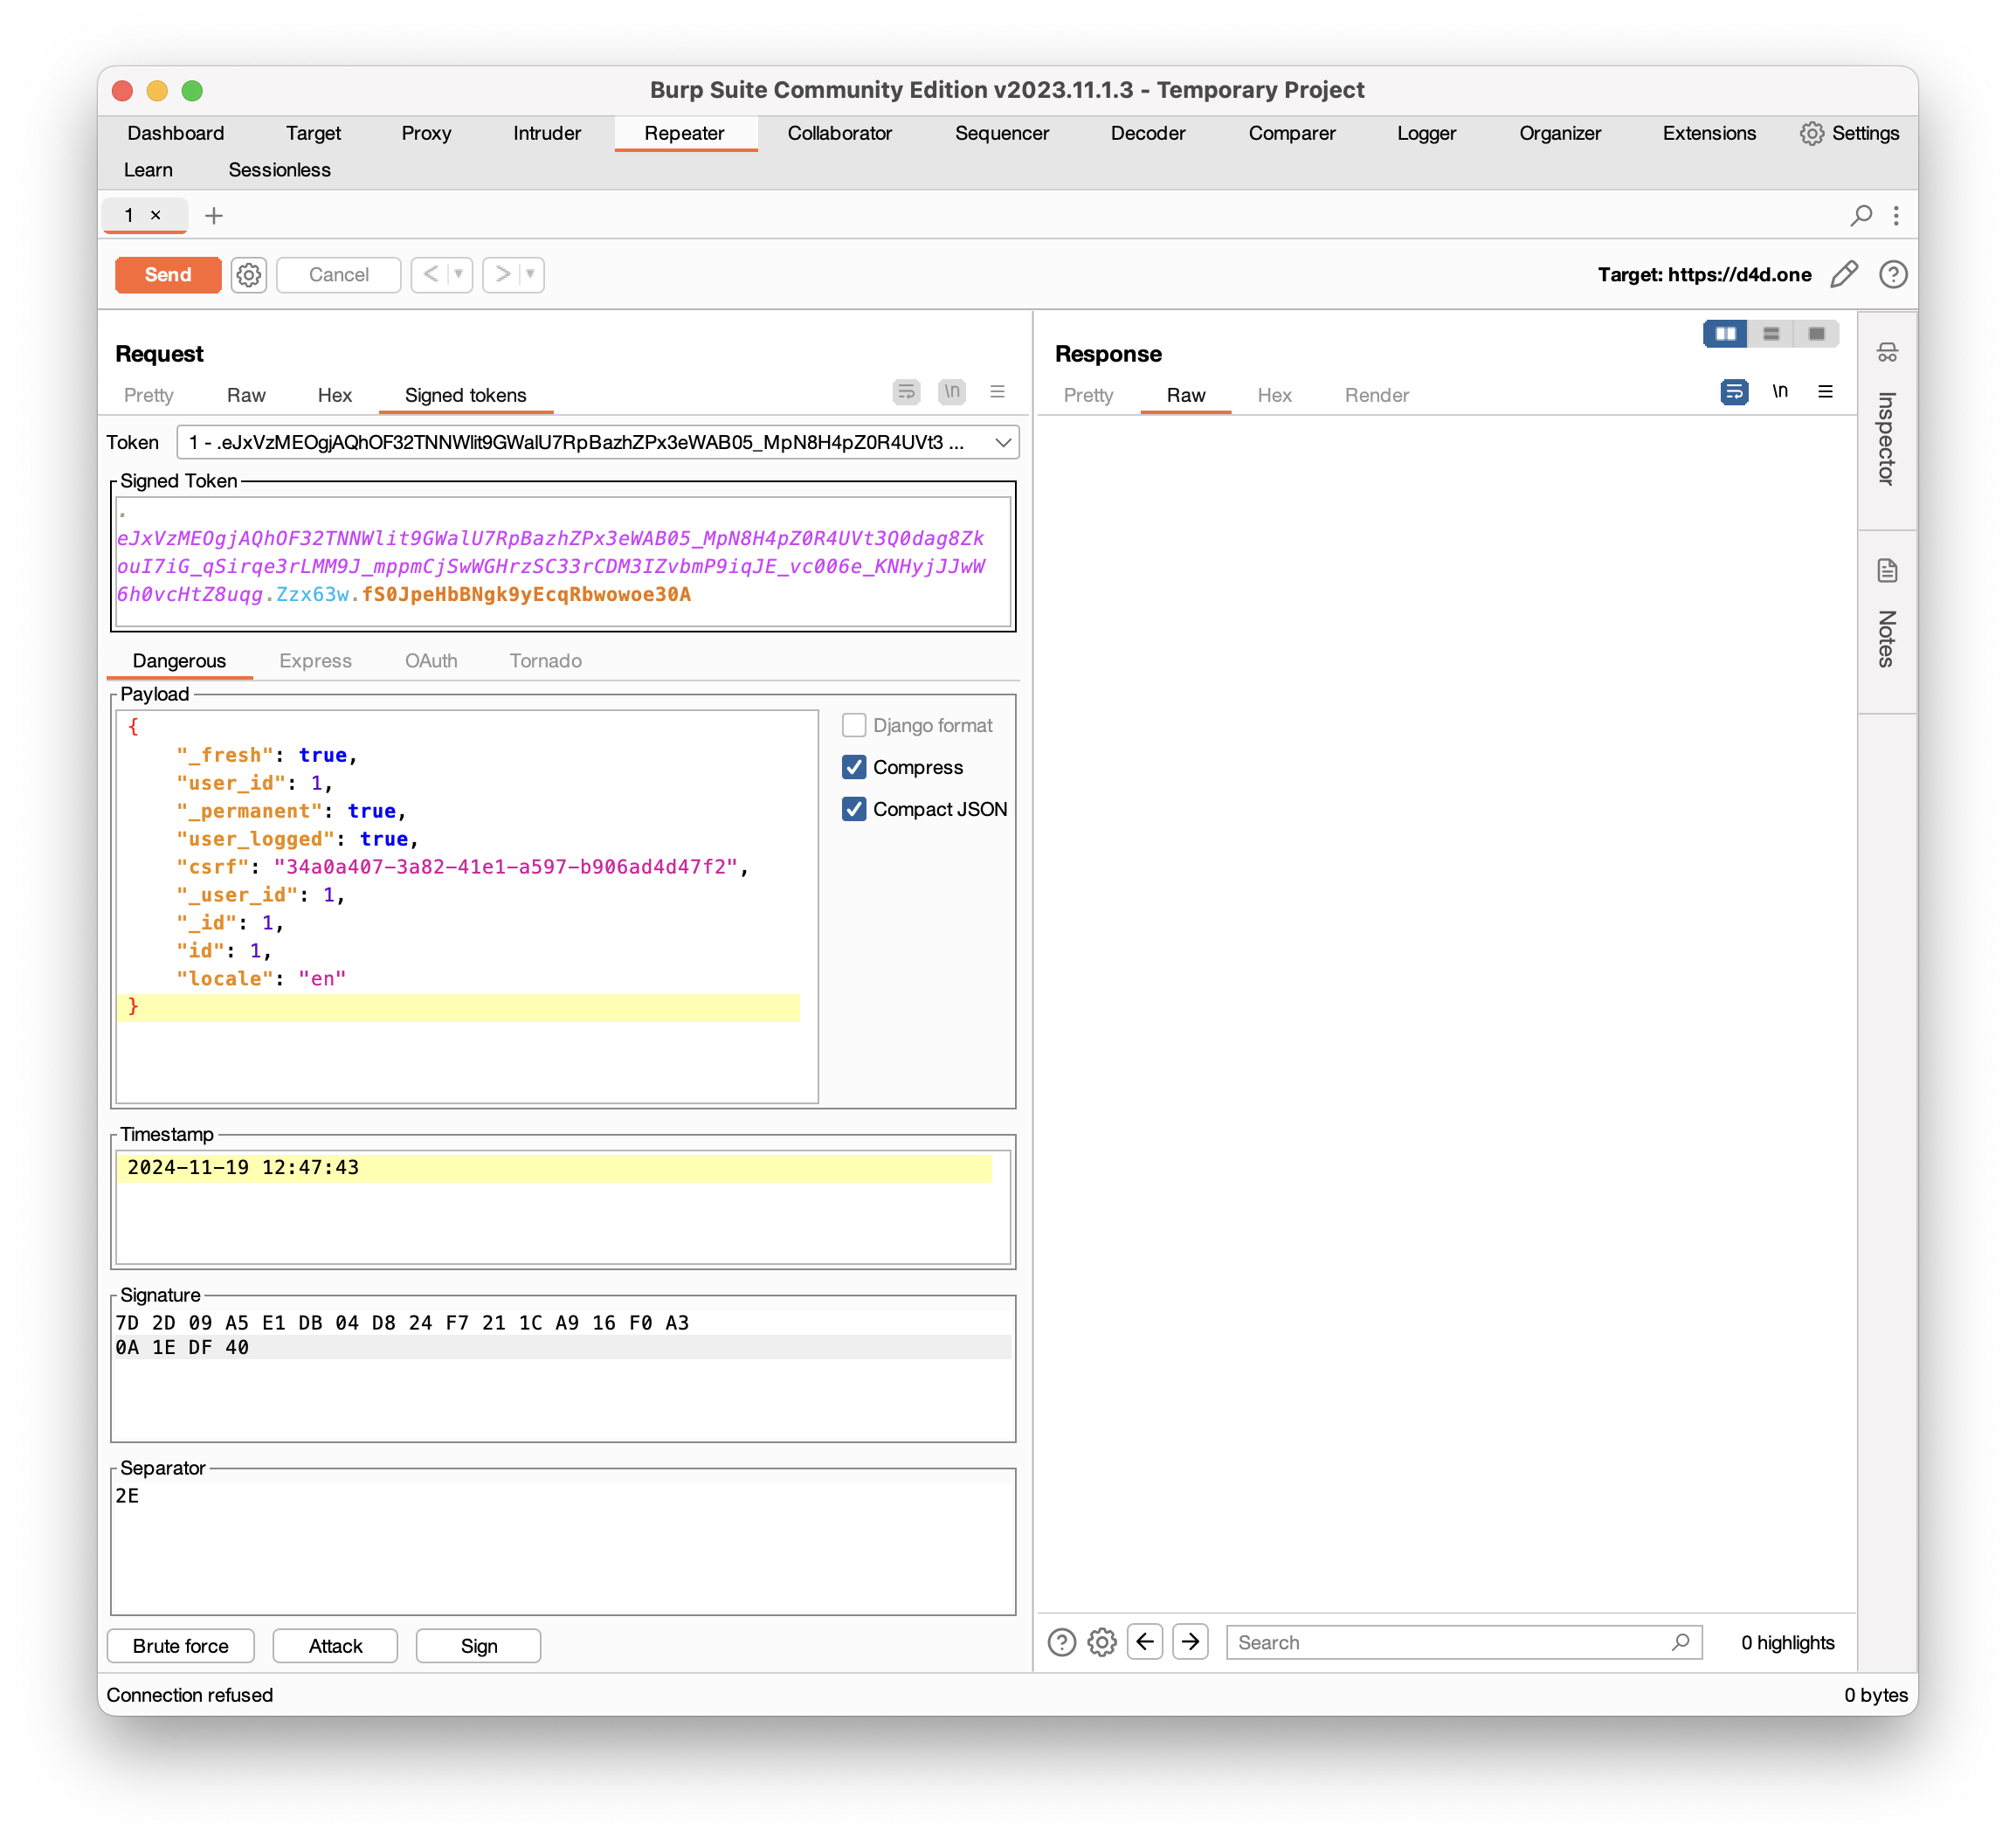 Burp Suite Community Edition v2023.11.1.3 - Temporary Project
Dashboard Target Proxy Intruder Repeater Collaborator Sequencer Decoder Comparer Logger Organizer Extensions Settings
Learn Sessionless
1 × +
Send Cancel < > Target: https://d4d.one
Request
Pretty Raw Hex Signed tokens \n
Token 1 - .eJxVzMEOgjAQhOF32TNNWlit9GWalU7RpBazhZPx3eWAB05_MpN8H4pZ0R4UVt3 ...
Signed Token
.
eJxVzMEOgjAQhOF32TNNWlit9GWalU7RpBazhZPx3eWAB05_MpN8H4pZ0R4UVt3Q0dag8Zk
ouI7iG_qSirqe3rLMM9J_mppmCjSwWGHrzSC33rCDM3IZvbmP9iqJE_vc006e_KNHyjJJwW
6h0vcHtZ8uqg.Zzx63w.fS0JpeHbBNgk9yEcqRbwowoe30A
Dangerous Express OAuth Tornado
Payload
{
"_fresh": true,
"user_id": 1,
"_permanent": true,
"user_logged": true,
"csrf": "34a0a407-3a82-41e1-a597-b906ad4d47f2",
"_user_id": 1,
"_id": 1,
"id": 1,
"locale": "en"
}
Django format
Compress
Compact JSON
Timestamp
2024-11-19 12:47:43
Signature
7D 2D 09 A5 E1 DB 04 D8 24 F7 21 1C A9 16 F0 A3
0A 1E DF 40
Separator
2E
Brute force Attack Sign
Response
Pretty Raw Hex Render \n
Search 0 highlights
Inspector
Notes
Connection refused 0 bytes